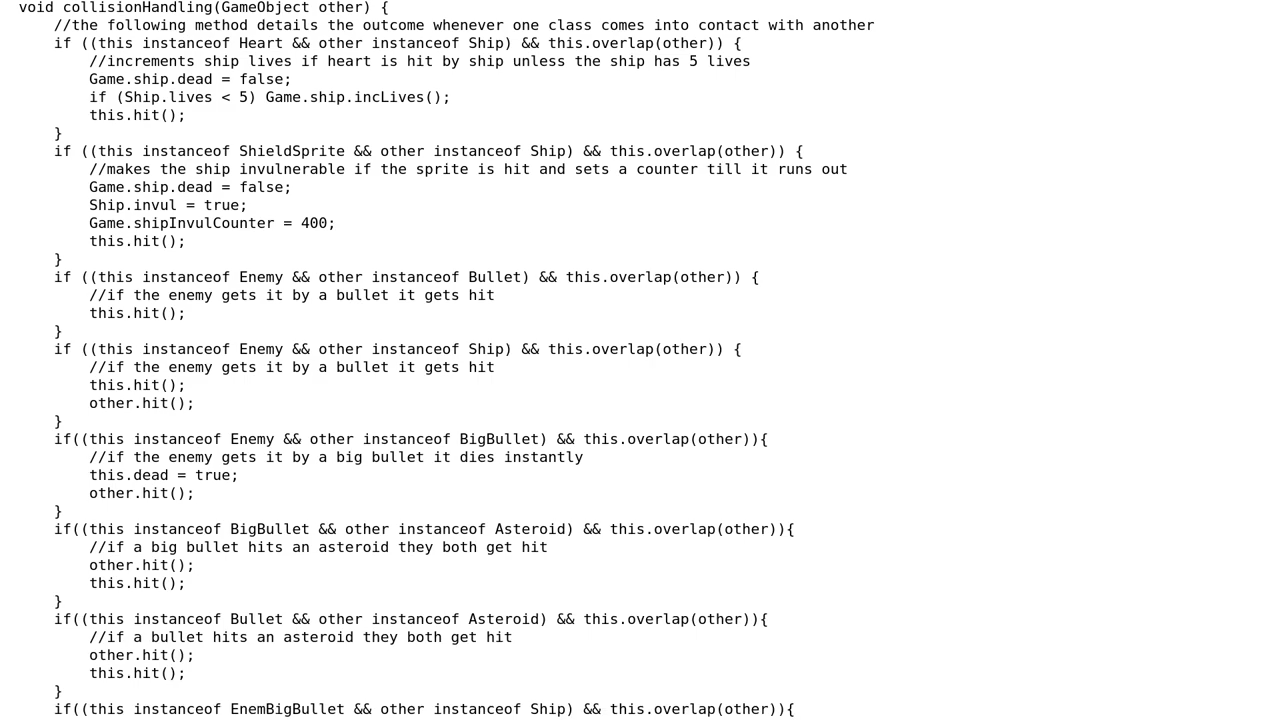 void collisionHandling(GameObject other) {
    //the following method details the outcome whenever one class comes into contact with another
    if ((this instanceof Heart && other instanceof Ship) && this.overlap(other)) {
        //increments ship lives if heart is hit by ship unless the ship has 5 lives
        Game.ship.dead = false;
        if (Ship.lives < 5) Game.ship.incLives();
        this.hit();
    }
    if ((this instanceof ShieldSprite && other instanceof Ship) && this.overlap(other)) {
        //makes the ship invulnerable if the sprite is hit and sets a counter till it runs out
        Game.ship.dead = false;
        Ship.invul = true;
        Game.shipInvulCounter = 400;
        this.hit();
    }
    if ((this instanceof Enemy && other instanceof Bullet) && this.overlap(other)) {
        //if the enemy gets it by a bullet it gets hit
        this.hit();
    }
    if ((this instanceof Enemy && other instanceof Ship) && this.overlap(other)) {
        //if the enemy gets it by a bullet it gets hit
        this.hit();
        other.hit();
    }
    if((this instanceof Enemy && other instanceof BigBullet) && this.overlap(other)){
        //if the enemy gets it by a big bullet it dies instantly
        this.dead = true;
        other.hit();
    }
    if((this instanceof BigBullet && other instanceof Asteroid) && this.overlap(other)){
        //if a big bullet hits an asteroid they both get hit
        other.hit();
        this.hit();
    }
    if((this instanceof Bullet && other instanceof Asteroid) && this.overlap(other)){
        //if a bullet hits an asteroid they both get hit
        other.hit();
        this.hit();
    }
    if((this instanceof EnemBigBullet && other instanceof Ship) && this.overlap(other)){